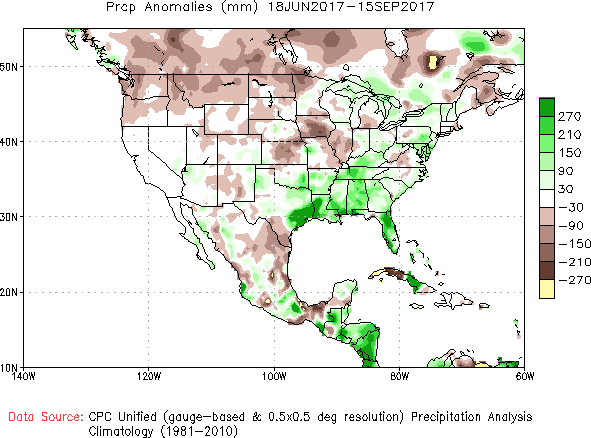 Prcp Anomalies (mm) 18JUN2017-15SEP2017
50N
40N
30N
20N
10N
140W 120W 100W 80W 60W
270
210
150
90
30
-30
-90
-150
-210
-270
Data Source: CPC Unified (gauge-based & 0.5x0.5 deg resolution) Precipitation Analysis
Climatology (1981-2010)